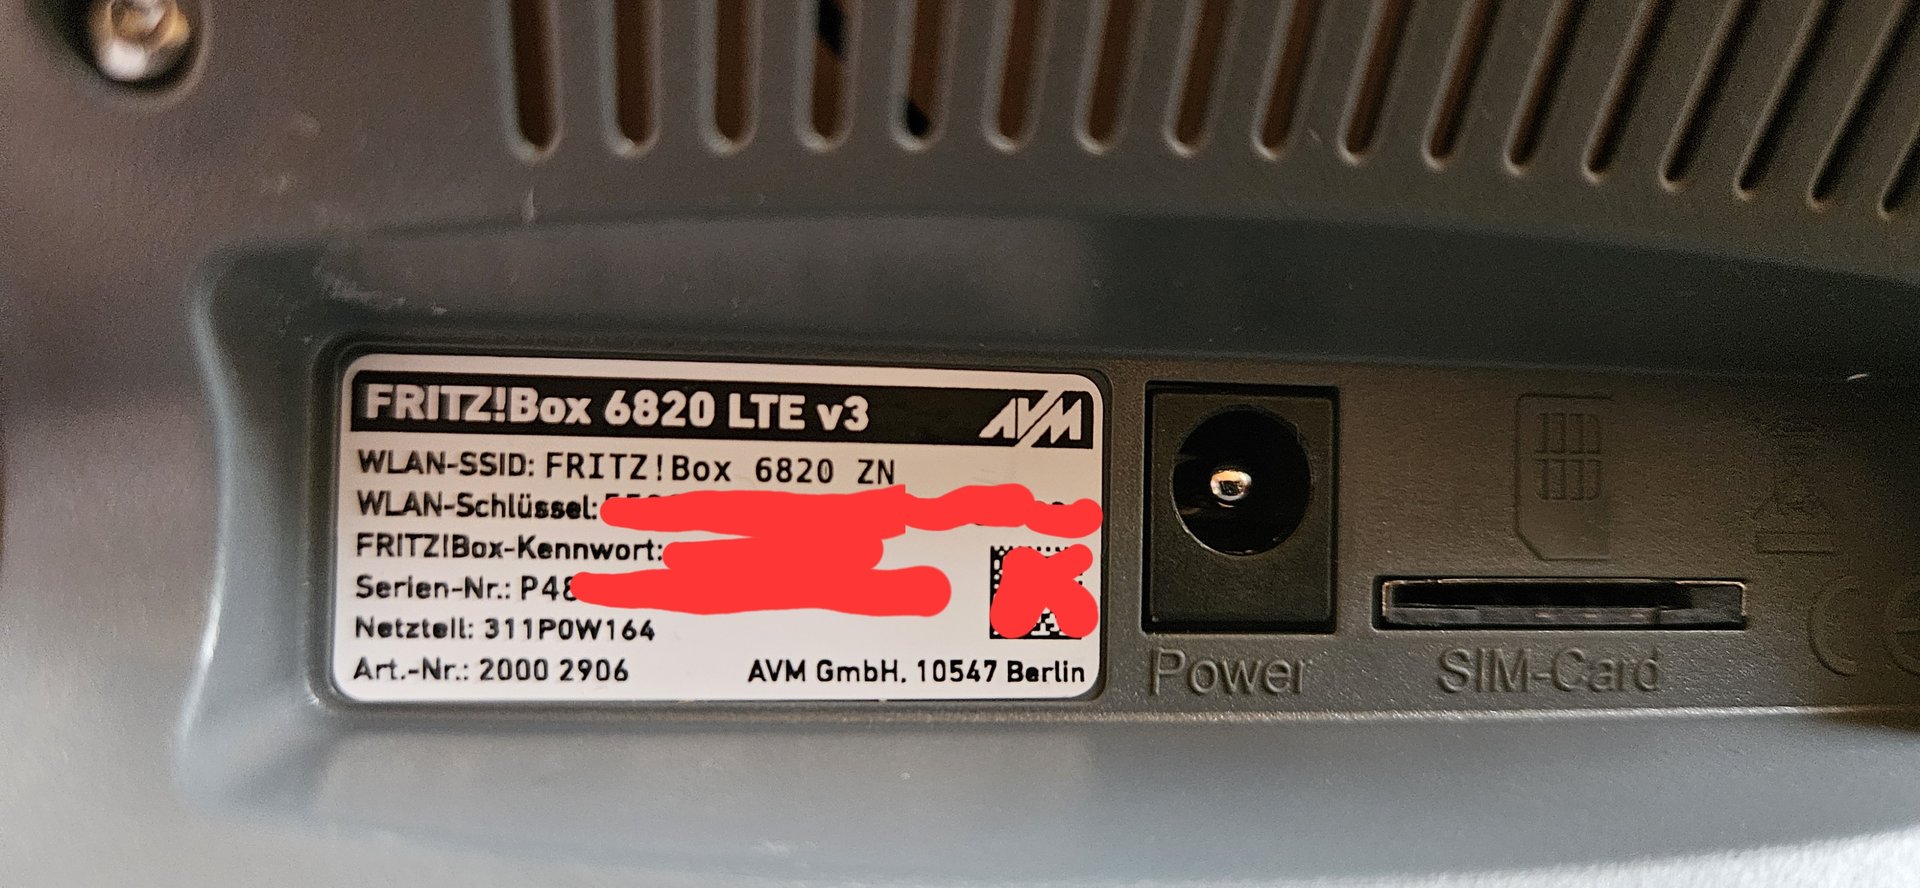 FRITZ!Box 6820 LTE v3 AVM
WLAN-SSID: FRITZ!Box 6820 ZN
WLAN-Schlüssel:
FRITZ!Box-Kennwort:
Serien-Nr.: P48
Netzteil: 311P0W164
Art.-Nr.: 2000 2906 AVM GmbH, 10547 Berlin
Power
SIM-Card
CE